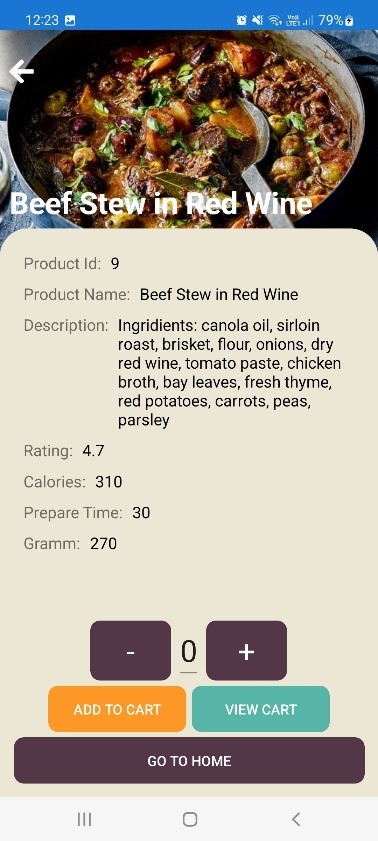 12:23
Vo))
LTE1
79%
Beef Stew in Red Wine
Product Id: 9
Product Name: Beef Stew in Red Wine
Description: Ingridients: canola oil, sirloin
roast, brisket, flour, onions, dry
red wine, tomato paste, chicken
broth, bay leaves, fresh thyme,
red potatoes, carrots, peas,
parsley
Rating: 4.7
Calories: 310
Prepare Time: 30
Gramm: 270
- 0 +
ADD TO CART VIEW CART
GO TO HOME